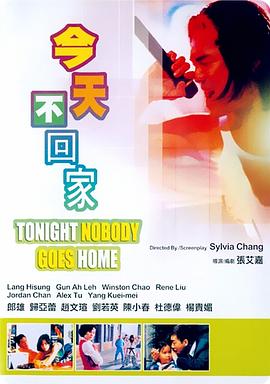 今天
不
回
家
TONIGHT NOBODY
GOES HOME
Directed By /Screenplay Sylvia Chang
導演/編劇 張艾嘉
Lang Hisung Gun Ah Leh Winston Chao Rene Liu
Jordan Chan Alex Tu Yang Kuei-mei
郎雄 歸亞蕾 趙文瑄 劉若英 陳小春 杜德偉 楊貴媚